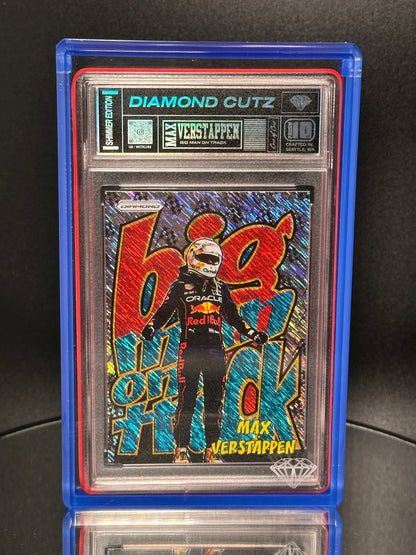 SHIMMER EDITION
DIAMOND CUTZ
MAX
VERSTAPPEN
BIG MAN ON TRACK
10
CRAFTED IN
SEATTLE, WA
DIAMOND
big
man
on
track
ORACLE
Red Bull
MAX
VERSTAPPEN